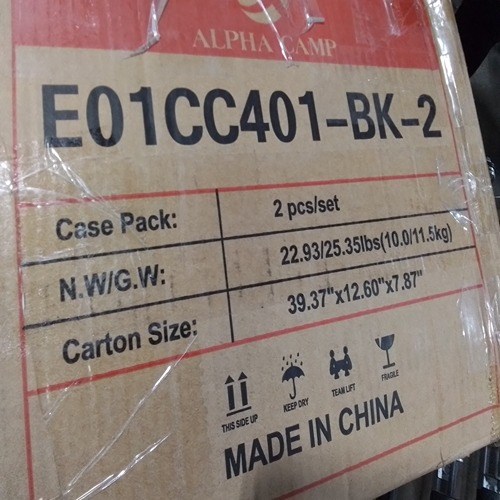 ALPHA CAMP
E01CC401-BK-2
Case Pack: 2 pcs/set
N.W/G.W: 22.93/25.35lbs(10.0/11.5kg)
Carton Size: 39.37"x12.60"x7.87"
THIS SIDE UP KEEP DRY TEAM LIFT FRAGILE
MADE IN CHINA